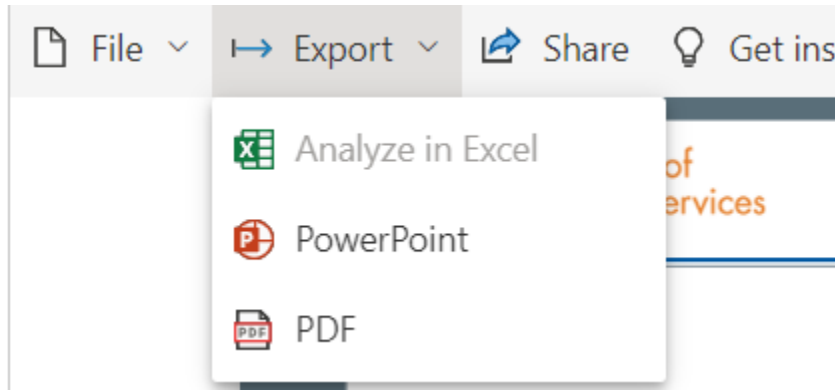 File Export Share Get ins
Analyze in Excel
of
ervices
PowerPoint
PDF